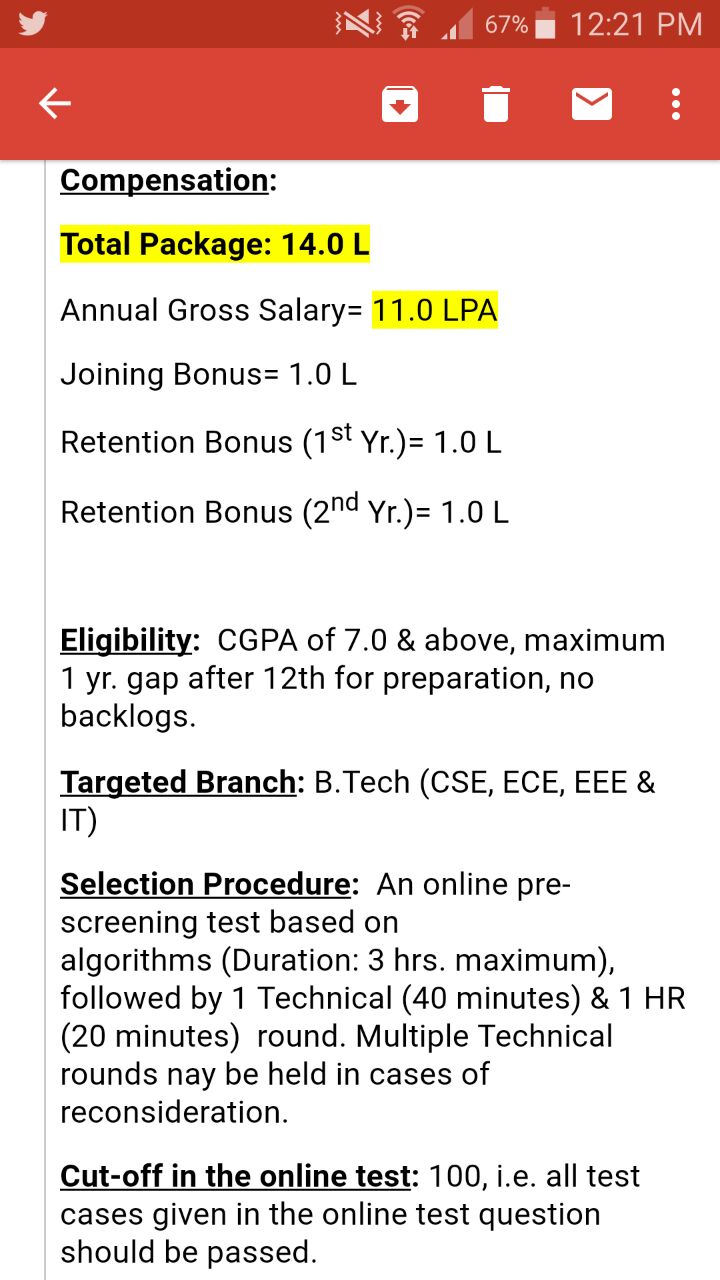 67% 12:21 PM
Compensation:
Total Package: 14.0 L
Annual Gross Salary= 11.0 LPA
Joining Bonus= 1.0 L
Retention Bonus (1st Yr.)= 1.0 L
Retention Bonus (2nd Yr.)= 1.0 L
Eligibility:  CGPA of 7.0 & above, maximum
1 yr. gap after 12th for preparation, no
backlogs.
Targeted Branch: B.Tech (CSE, ECE, EEE &
IT)
Selection Procedure:  An online pre-
screening test based on
algorithms (Duration: 3 hrs. maximum),
followed by 1 Technical (40 minutes) & 1 HR
(20 minutes)  round. Multiple Technical
rounds nay be held in cases of
reconsideration.
Cut-off in the online test: 100, i.e. all test
cases given in the online test question
should be passed.